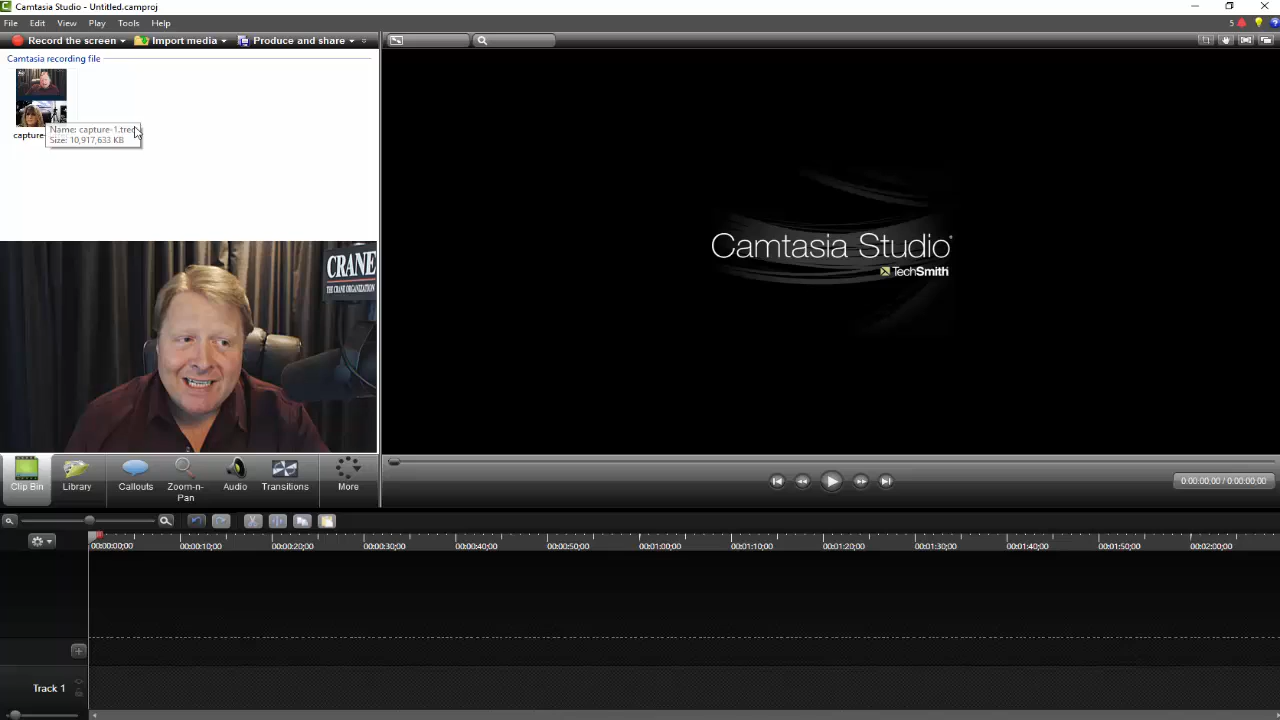 Camtasia Studio - Untitled.camproj
File Edit View Play Tools Help
5
Record the screen Import media Produce and share
Camtasia recording file
capture-
Name: capture-1.trec
Size: 10,917,633 KB
Camtasia Studio
TechSmith
CRANE
THE CRANE ORGANIZATION
Clip Bin Library Callouts Zoom-n-Pan Audio Transitions More
0:00:00;00 / 0:00:00;00
00:00:00;00 00:00:10;00 00:00:20;00 00:00:30;00 00:00:40;00 00:00:50;00 00:01:00;00 00:01:10;00 00:01:20;00 00:01:30;00 00:01:40;00 00:01:50;00 00:02:00;00
Track 1